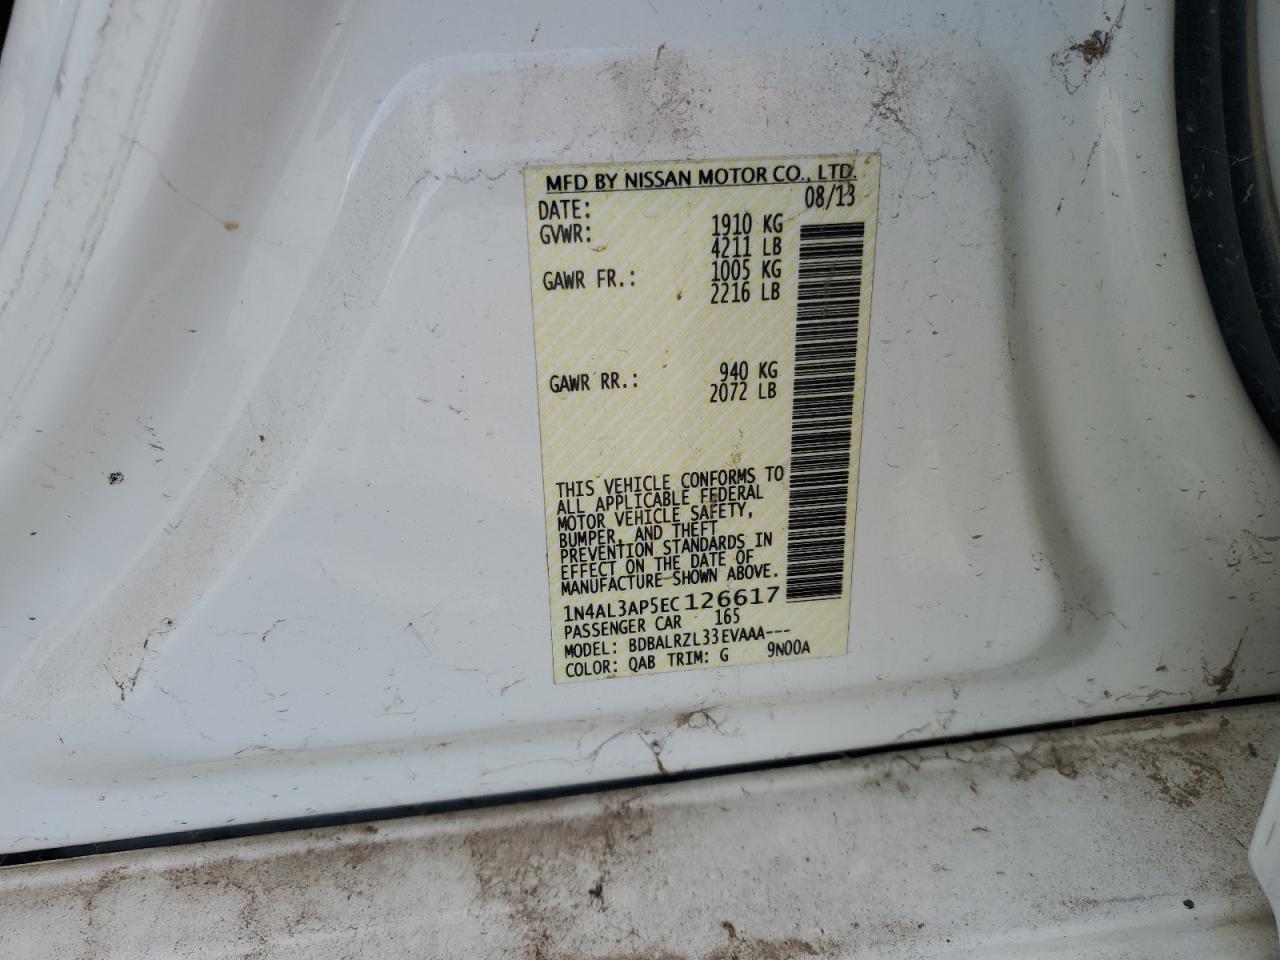 MFD BY NISSAN MOTOR CO., LTD.
DATE: 08/13
GVWR: 1910 KG
4211 LB
GAWR FR.: 1005 KG
2216 LB
GAWR RR.: 940 KG
2072 LB
THIS VEHICLE CONFORMS TO
ALL APPLICABLE FEDERAL
MOTOR VEHICLE SAFETY,
BUMPER, AND THEFT
PREVENTION STANDARDS IN
EFFECT ON THE DATE OF
MANUFACTURE SHOWN ABOVE.
1N4AL3AP5EC126617
PASSENGER CAR 165
MODEL: BDBALRZL33EVAAA---
COLOR: QAB TRIM: G 9N00A